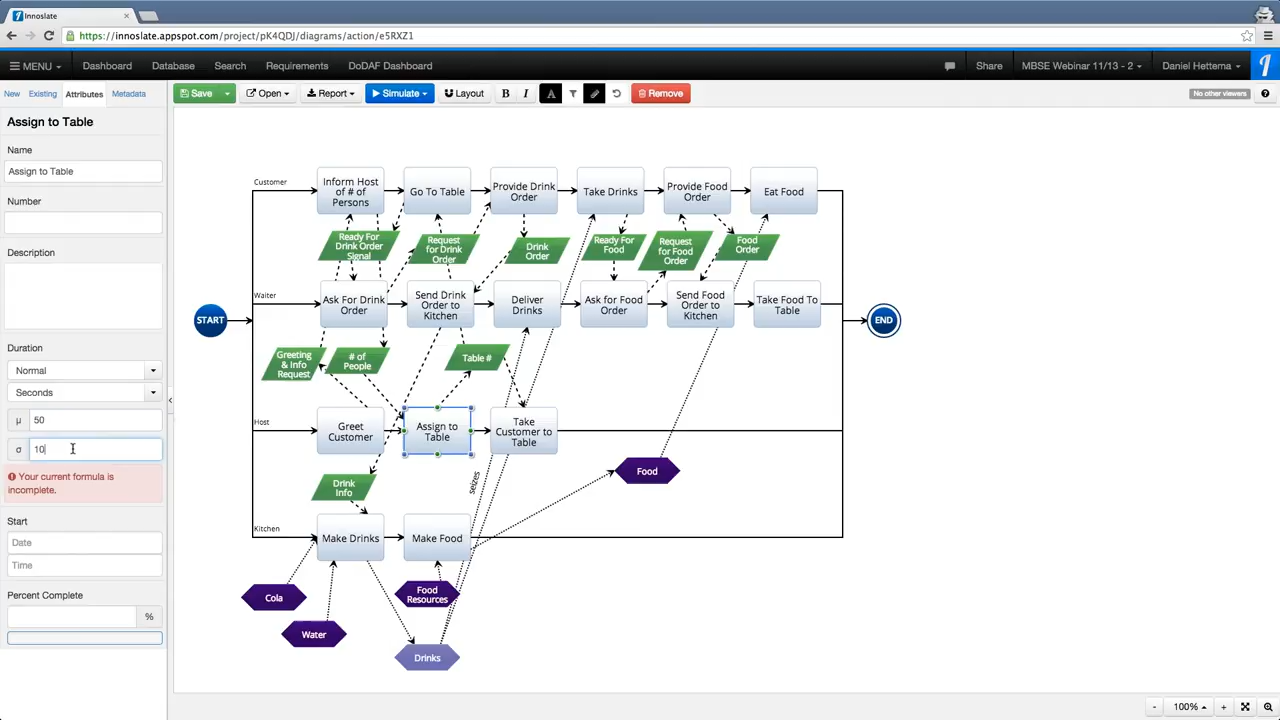 Innoslate
https://innoslate.appspot.com/project/pK4QDJ/diagrams/action/e5RXZ1
MENU
Dashboard
Database
Search
Requirements
DoDAF Dashboard
Share
MBSE Webinar 11/13 - 2
Daniel Hettema
New
Existing
Attributes
Metadata
Save
Open
Report
Simulate
Layout
B
I
A
Remove
No other viewers
Assign to Table
Name
Assign to Table
Number
Description
Duration
Normal
Seconds
μ
50
σ
10
Your current formula is
incomplete.
Start
Date
Time
Percent Complete
%
Customer
Inform Host
of # of
Persons
Go To Table
Provide Drink
Order
Take Drinks
Provide Food
Order
Eat Food
Ready For
Drink Order
Signal
Request
for Drink
Order
Drink
Order
Ready For
Food
Request
for Food
Order
Food
Order
Waiter
Ask For Drink
Order
Send Drink
Order to
Kitchen
Deliver
Drinks
Ask for Food
Order
Send Food
Order to
Kitchen
Take Food To
Table
START
END
Greeting
& Info
Request
# of
People
Table #
Host
Greet
Customer
Assign to
Table
Take
Customer to
Table
seizes
Food
Drink
Info
Kitchen
Make Drinks
Make Food
Cola
Food
Resources
Water
Drinks
-
100%
+